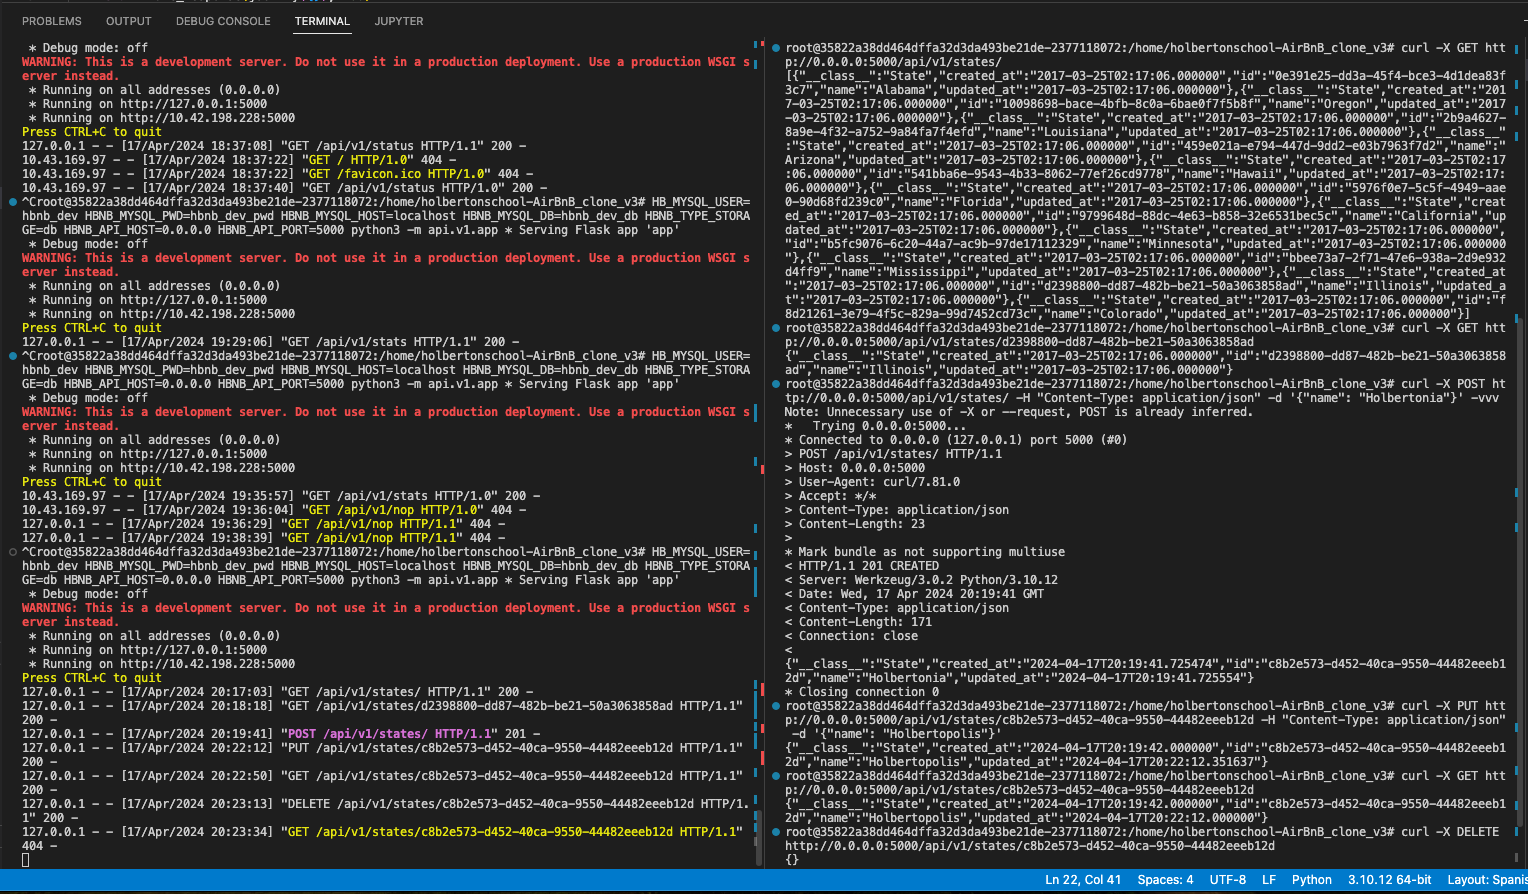 PROBLEMS OUTPUT DEBUG CONSOLE TERMINAL JUPYTER
* Debug mode: off
WARNING: This is a development server. Do not use it in a production deployment. Use a production WSGI s
erver instead.
* Running on all addresses (0.0.0.0)
* Running on http://127.0.0.1:5000
* Running on http://10.42.198.228:5000
Press CTRL+C to quit
127.0.0.1 - - [17/Apr/2024 18:37:08] "GET /api/v1/status HTTP/1.1" 200 -
10.43.169.97 - - [17/Apr/2024 18:37:22] "GET / HTTP/1.0" 404 -
10.43.169.97 - - [17/Apr/2024 18:37:22] "GET /favicon.ico HTTP/1.0" 404 -
10.43.169.97 - - [17/Apr/2024 18:37:40] "GET /api/v1/status HTTP/1.0" 200 -
^Croot@35822a38dd464dffa32d3da493be21de-2377118072:/home/holbertonschool-AirBnB_clone_v3# HB_MYSQL_USER=
hbnb_dev HBNB_MYSQL_PWD=hbnb_dev_pwd HBNB_MYSQL_HOST=localhost HBNB_MYSQL_DB=hbnb_dev_db HBNB_TYPE_STORA
GE=db HBNB_API_HOST=0.0.0.0 HBNB_API_PORT=5000 python3 -m api.v1.app * Serving Flask app 'app'
* Debug mode: off
WARNING: This is a development server. Do not use it in a production deployment. Use a production WSGI s
erver instead.
* Running on all addresses (0.0.0.0)
* Running on http://127.0.0.1:5000
* Running on http://10.42.198.228:5000
Press CTRL+C to quit
127.0.0.1 - - [17/Apr/2024 19:29:06] "GET /api/v1/stats HTTP/1.1" 200 -
^Croot@35822a38dd464dffa32d3da493be21de-2377118072:/home/holbertonschool-AirBnB_clone_v3# HB_MYSQL_USER=
hbnb_dev HBNB_MYSQL_PWD=hbnb_dev_pwd HBNB_MYSQL_HOST=localhost HBNB_MYSQL_DB=hbnb_dev_db HBNB_TYPE_STORA
GE=db HBNB_API_HOST=0.0.0.0 HBNB_API_PORT=5000 python3 -m api.v1.app * Serving Flask app 'app'
* Debug mode: off
WARNING: This is a development server. Do not use it in a production deployment. Use a production WSGI s
erver instead.
* Running on all addresses (0.0.0.0)
* Running on http://127.0.0.1:5000
* Running on http://10.42.198.228:5000
Press CTRL+C to quit
10.43.169.97 - - [17/Apr/2024 19:35:57] "GET /api/v1/stats HTTP/1.0" 200 -
10.43.169.97 - - [17/Apr/2024 19:36:04] "GET /api/v1/nop HTTP/1.0" 404 -
127.0.0.1 - - [17/Apr/2024 19:36:29] "GET /api/v1/nop HTTP/1.1" 404 -
127.0.0.1 - - [17/Apr/2024 19:38:39] "GET /api/v1/nop HTTP/1.1" 404 -
^Croot@35822a38dd464dffa32d3da493be21de-2377118072:/home/holbertonschool-AirBnB_clone_v3# HB_MYSQL_USER=
hbnb_dev HBNB_MYSQL_PWD=hbnb_dev_pwd HBNB_MYSQL_HOST=localhost HBNB_MYSQL_DB=hbnb_dev_db HBNB_TYPE_STORA
GE=db HBNB_API_HOST=0.0.0.0 HBNB_API_PORT=5000 python3 -m api.v1.app * Serving Flask app 'app'
* Debug mode: off
WARNING: This is a development server. Do not use it in a production deployment. Use a production WSGI s
erver instead.
* Running on all addresses (0.0.0.0)
* Running on http://127.0.0.1:5000
* Running on http://10.42.198.228:5000
Press CTRL+C to quit
127.0.0.1 - - [17/Apr/2024 20:17:03] "GET /api/v1/states/ HTTP/1.1" 200 -
127.0.0.1 - - [17/Apr/2024 20:18:18] "GET /api/v1/states/d2398800-dd87-482b-be21-50a3063858ad HTTP/1.1"
200 -
127.0.0.1 - - [17/Apr/2024 20:19:41] "POST /api/v1/states/ HTTP/1.1" 201 -
127.0.0.1 - - [17/Apr/2024 20:22:12] "PUT /api/v1/states/c8b2e573-d452-40ca-9550-44482eeeb12d HTTP/1.1"
200 -
127.0.0.1 - - [17/Apr/2024 20:22:50] "GET /api/v1/states/c8b2e573-d452-40ca-9550-44482eeeb12d HTTP/1.1"
200 -
127.0.0.1 - - [17/Apr/2024 20:23:13] "DELETE /api/v1/states/c8b2e573-d452-40ca-9550-44482eeeb12d HTTP/1.
1" 200 -
127.0.0.1 - - [17/Apr/2024 20:23:34] "GET /api/v1/states/c8b2e573-d452-40ca-9550-44482eeeb12d HTTP/1.1"
404 -
root@35822a38dd464dffa32d3da493be21de-2377118072:/home/holbertonschool-AirBnB_clone_v3# curl -X GET htt
p://0.0.0.0:5000/api/v1/states/
[{"__class__":"State","created_at":"2017-03-25T02:17:06.000000","id":"0e391e25-dd3a-45f4-bce3-4d1dea83f
3c7","name":"Alabama","updated_at":"2017-03-25T02:17:06.000000"},{"__class__":"State","created_at":"201
7-03-25T02:17:06.000000","id":"10098698-bace-4bfb-8c0a-6bae0f7f5b8f","name":"Oregon","updated_at":"2017
-03-25T02:17:06.000000"},{"__class__":"State","created_at":"2017-03-25T02:17:06.000000","id":"2b9a4627-
8a9e-4f32-a752-9a84fa7f4efd","name":"Louisiana","updated_at":"2017-03-25T02:17:06.000000"},{"__class__"
:"State","created_at":"2017-03-25T02:17:06.000000","id":"459e021a-e794-447d-9dd2-e03b7963f7d2","name":"
Arizona","updated_at":"2017-03-25T02:17:06.000000"},{"__class__":"State","created_at":"2017-03-25T02:17
:06.000000","id":"541bba6e-9543-4b33-8062-77ef26cd9778","name":"Hawaii","updated_at":"2017-03-25T02:17:
06.000000"},{"__class__":"State","created_at":"2017-03-25T02:17:06.000000","id":"5976f0e7-5c5f-4949-aae
0-90d68fd239c0","name":"Florida","updated_at":"2017-03-25T02:17:06.000000"},{"__class__":"State","creat
ed_at":"2017-03-25T02:17:06.000000","id":"9799648d-88dc-4e63-b858-32e6531bec5c","name":"California","up
dated_at":"2017-03-25T02:17:06.000000"},{"__class__":"State","created_at":"2017-03-25T02:17:06.000000",
"id":"b5fc9076-6c20-44a7-ac9b-97de17112329","name":"Minnesota","updated_at":"2017-03-25T02:17:06.000000
"},{"__class__":"State","created_at":"2017-03-25T02:17:06.000000","id":"bbee73a7-2f71-47e6-938a-2d9e932
d4ff9","name":"Mississippi","updated_at":"2017-03-25T02:17:06.000000"},{"__class__":"State","created_at
":"2017-03-25T02:17:06.000000","id":"d2398800-dd87-482b-be21-50a3063858ad","name":"Illinois","updated_a
t":"2017-03-25T02:17:06.000000"},{"__class__":"State","created_at":"2017-03-25T02:17:06.000000","id":"f
8d21261-3e79-4f5c-829a-99d7452cd73c","name":"Colorado","updated_at":"2017-03-25T02:17:06.000000"}]
root@35822a38dd464dffa32d3da493be21de-2377118072:/home/holbertonschool-AirBnB_clone_v3# curl -X GET htt
p://0.0.0.0:5000/api/v1/states/d2398800-dd87-482b-be21-50a3063858ad
{"__class__":"State","created_at":"2017-03-25T02:17:06.000000","id":"d2398800-dd87-482b-be21-50a3063858
ad","name":"Illinois","updated_at":"2017-03-25T02:17:06.000000"}
root@35822a38dd464dffa32d3da493be21de-2377118072:/home/holbertonschool-AirBnB_clone_v3# curl -X POST ht
tp://0.0.0.0:5000/api/v1/states/ -H "Content-Type: application/json" -d '{"name": "Holbertonia"}' -vvv
Note: Unnecessary use of -X or --request, POST is already inferred.
*   Trying 0.0.0.0:5000...
* Connected to 0.0.0.0 (127.0.0.1) port 5000 (#0)
> POST /api/v1/states/ HTTP/1.1
> Host: 0.0.0.0:5000
> User-Agent: curl/7.81.0
> Accept: */*
> Content-Type: application/json
> Content-Length: 23
>
* Mark bundle as not supporting multiuse
< HTTP/1.1 201 CREATED
< Server: Werkzeug/3.0.2 Python/3.10.12
< Date: Wed, 17 Apr 2024 20:19:41 GMT
< Content-Type: application/json
< Content-Length: 171
< Connection: close
<
{"__class__":"State","created_at":"2024-04-17T20:19:41.725474","id":"c8b2e573-d452-40ca-9550-44482eeeb1
2d","name":"Holbertonia","updated_at":"2024-04-17T20:19:41.725554"}
* Closing connection 0
root@35822a38dd464dffa32d3da493be21de-2377118072:/home/holbertonschool-AirBnB_clone_v3# curl -X PUT htt
p://0.0.0.0:5000/api/v1/states/c8b2e573-d452-40ca-9550-44482eeeb12d -H "Content-Type: application/json"
-d '{"name": "Holbertopolis"}'
{"__class__":"State","created_at":"2024-04-17T20:19:42.000000","id":"c8b2e573-d452-40ca-9550-44482eeeb1
2d","name":"Holbertopolis","updated_at":"2024-04-17T20:22:12.351637"}
root@35822a38dd464dffa32d3da493be21de-2377118072:/home/holbertonschool-AirBnB_clone_v3# curl -X GET htt
p://0.0.0.0:5000/api/v1/states/c8b2e573-d452-40ca-9550-44482eeeb12d
{"__class__":"State","created_at":"2024-04-17T20:19:42.000000","id":"c8b2e573-d452-40ca-9550-44482eeeb1
2d","name":"Holbertopolis","updated_at":"2024-04-17T20:22:12.000000"}
root@35822a38dd464dffa32d3da493be21de-2377118072:/home/holbertonschool-AirBnB_clone_v3# curl -X DELETE
http://0.0.0.0:5000/api/v1/states/c8b2e573-d452-40ca-9550-44482eeeb12d
{}
Ln 22, Col 41 Spaces: 4 UTF-8 LF Python 3.10.12 64-bit Layout: Spanis